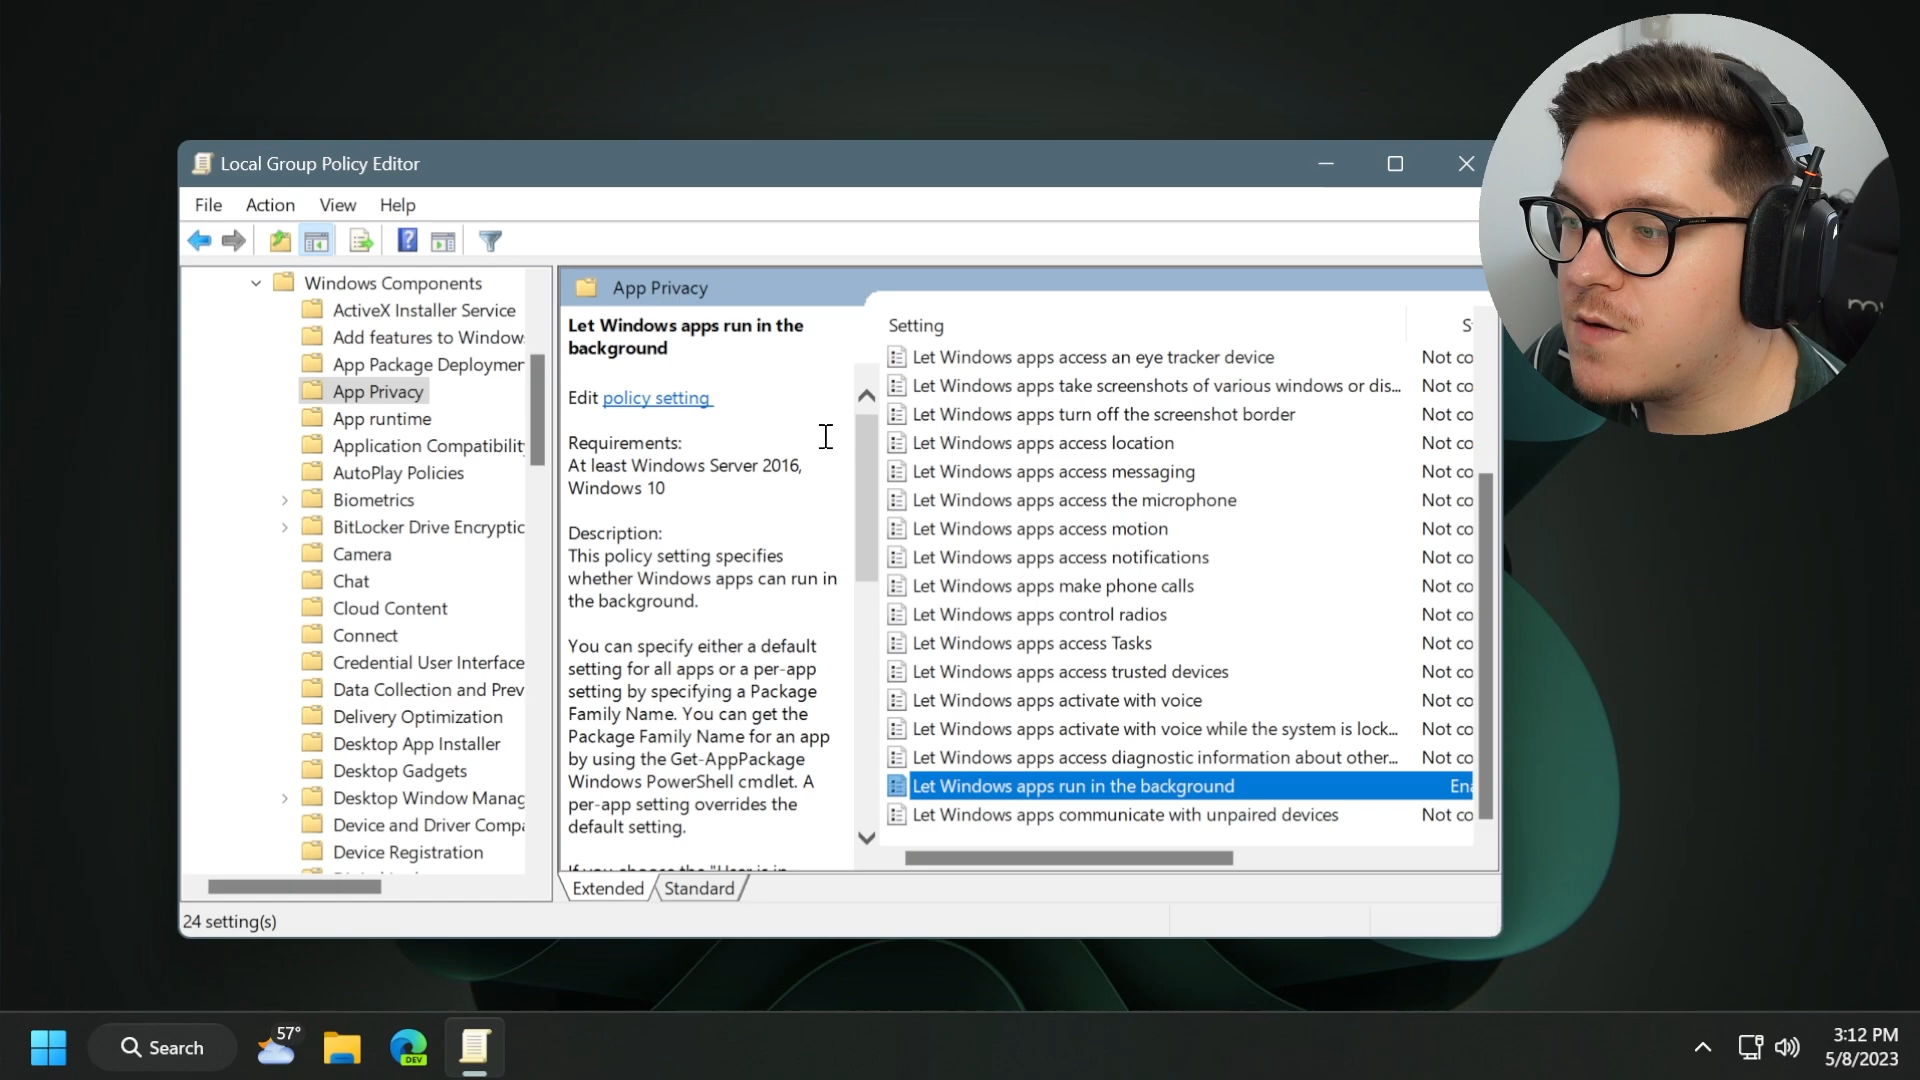 Local Group Policy Editor
File Action View Help
Windows Components
ActiveX Installer Service
Add features to Window
App Package Deploymer
App Privacy
App runtime
Application Compatibilit
AutoPlay Policies
Biometrics
BitLocker Drive Encryptic
Camera
Chat
Cloud Content
Connect
Credential User Interface
Data Collection and Prev
Delivery Optimization
Desktop App Installer
Desktop Gadgets
Desktop Window Manag
Device and Driver Compa
Device Registration
App Privacy
Let Windows apps run in the
background
Edit policy setting
Requirements:
At least Windows Server 2016,
Windows 10
Description:
This policy setting specifies
whether Windows apps can run in
the background.
You can specify either a default
setting for all apps or a per-app
setting by specifying a Package
Family Name. You can get the
Package Family Name for an app
by using the Get-AppPackage
Windows PowerShell cmdlet. A
per-app setting overrides the
default setting.
Setting S
Let Windows apps access an eye tracker device Not co
Let Windows apps take screenshots of various windows or dis... Not co
Let Windows apps turn off the screenshot border Not co
Let Windows apps access location Not co
Let Windows apps access messaging Not co
Let Windows apps access the microphone Not co
Let Windows apps access motion Not co
Let Windows apps access notifications Not co
Let Windows apps make phone calls Not co
Let Windows apps control radios Not co
Let Windows apps access Tasks Not co
Let Windows apps access trusted devices Not co
Let Windows apps activate with voice Not co
Let Windows apps activate with voice while the system is lock... Not co
Let Windows apps access diagnostic information about other... Not co
Let Windows apps run in the background Ena
Let Windows apps communicate with unpaired devices Not co
Extended Standard
24 setting(s)
Search
57°
DEV
3:12 PM
5/8/2023